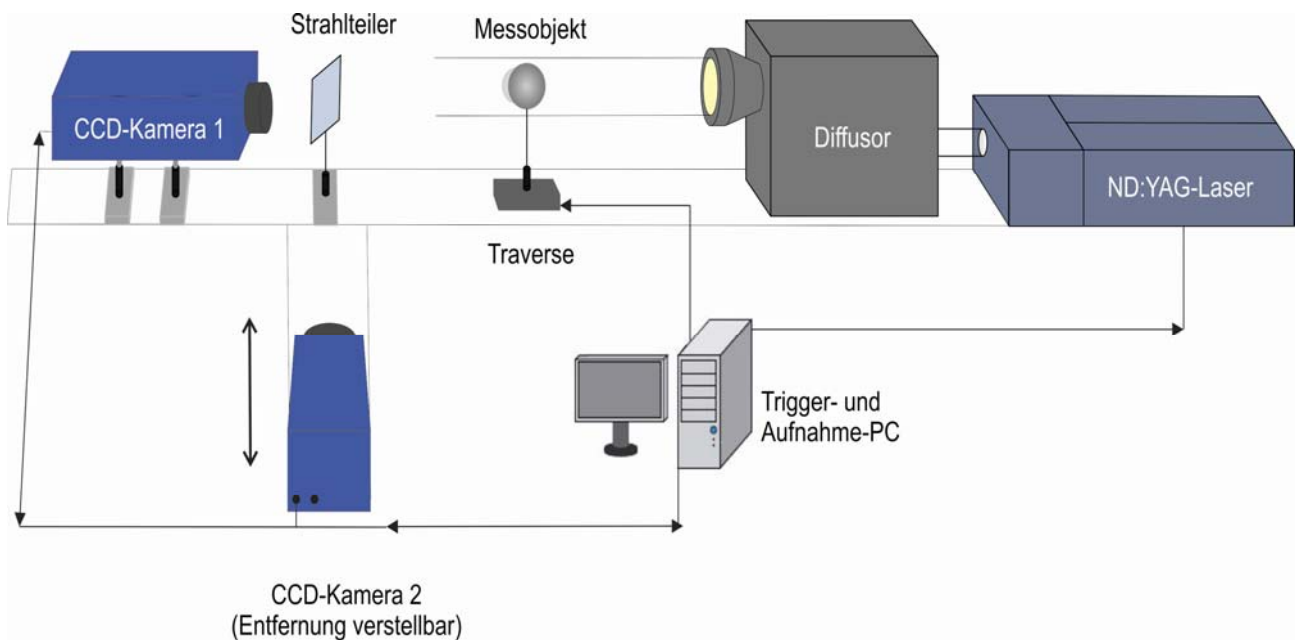 Strahlteiler
Messobjekt
CCD-Kamera 1
Diffusor
ND:YAG-Laser
Traverse
Trigger- und
Aufnahme-PC
CCD-Kamera 2
(Entfernung verstellbar)